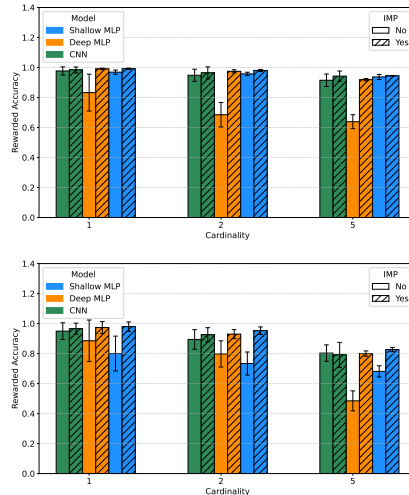 1.4
1.2
1.0
0.8
0.6
0.4
0.2
0.0
Rewarded Accuracy
Model
Shallow MLP
Deep MLP
CNN
IMP
No
Yes
1 2 5
Cardinality
1.4
1.2
1.0
0.8
0.6
0.4
0.2
0.0
Rewarded Accuracy
Model
Shallow MLP
Deep MLP
CNN
IMP
No
Yes
1 2 5
Cardinality